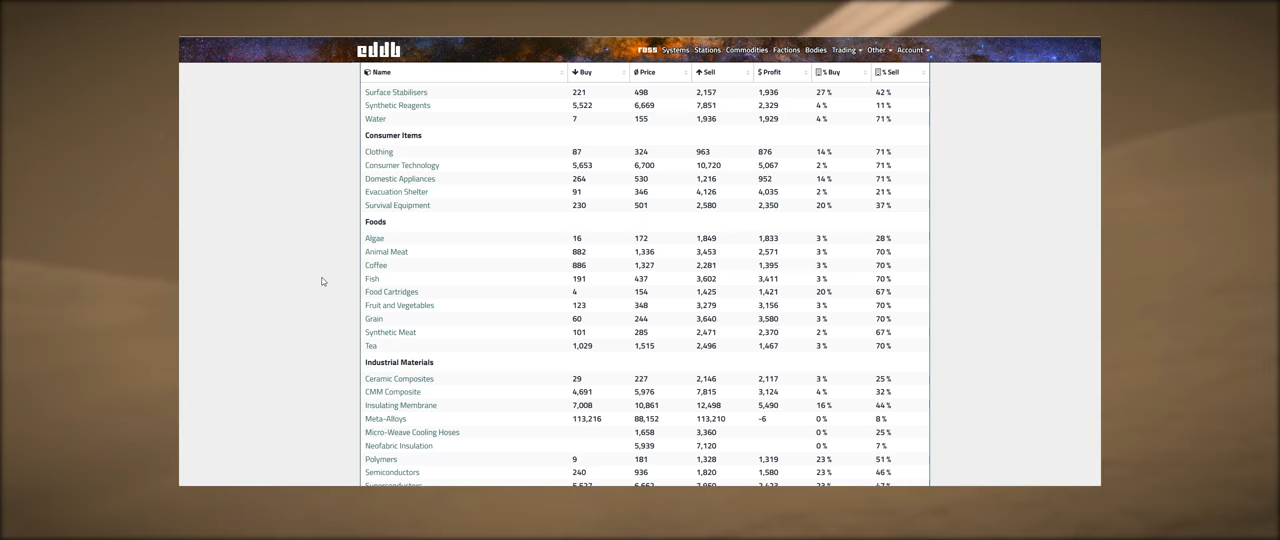 eddb ross Systems Stations Commodities Factions Bodies Trading Other Account
Name Buy Ø Price Sell $ Profit % Buy % Sell
Surface Stabilisers 221 498 2,157 1,936 27 % 42 %
Synthetic Reagents 5,522 6,669 7,851 2,329 4 % 11 %
Water 7 155 1,936 1,929 4 % 71 %
Consumer Items
Clothing 87 324 963 876 14 % 71 %
Consumer Technology 5,653 6,700 10,720 5,067 2 % 71 %
Domestic Appliances 264 530 1,216 952 14 % 71 %
Evacuation Shelter 91 346 4,126 4,035 2 % 21 %
Survival Equipment 230 501 2,580 2,350 20 % 37 %
Foods
Algae 16 172 1,849 1,833 3 % 28 %
Animal Meat 882 1,336 3,453 2,571 3 % 70 %
Coffee 886 1,327 2,281 1,395 3 % 70 %
Fish 191 437 3,602 3,411 3 % 70 %
Food Cartridges 4 154 1,425 1,421 20 % 67 %
Fruit and Vegetables 123 348 3,279 3,156 3 % 70 %
Grain 60 244 3,640 3,580 3 % 70 %
Synthetic Meat 101 285 2,471 2,370 2 % 67 %
Tea 1,029 1,515 2,496 1,467 3 % 70 %
Industrial Materials
Ceramic Composites 29 227 2,146 2,117 3 % 25 %
CMM Composite 4,691 5,976 7,815 3,124 4 % 32 %
Insulating Membrane 7,008 10,861 12,498 5,490 16 % 44 %
Meta-Alloys 113,216 88,152 113,210 -6 0 % 8 %
Micro-Weave Cooling Hoses 1,658 3,360 0 % 25 %
Neofabric Insulation 5,939 7,120 0 % 7 %
Polymers 9 181 1,328 1,319 23 % 51 %
Semiconductors 240 936 1,820 1,580 23 % 46 %
Superconductors